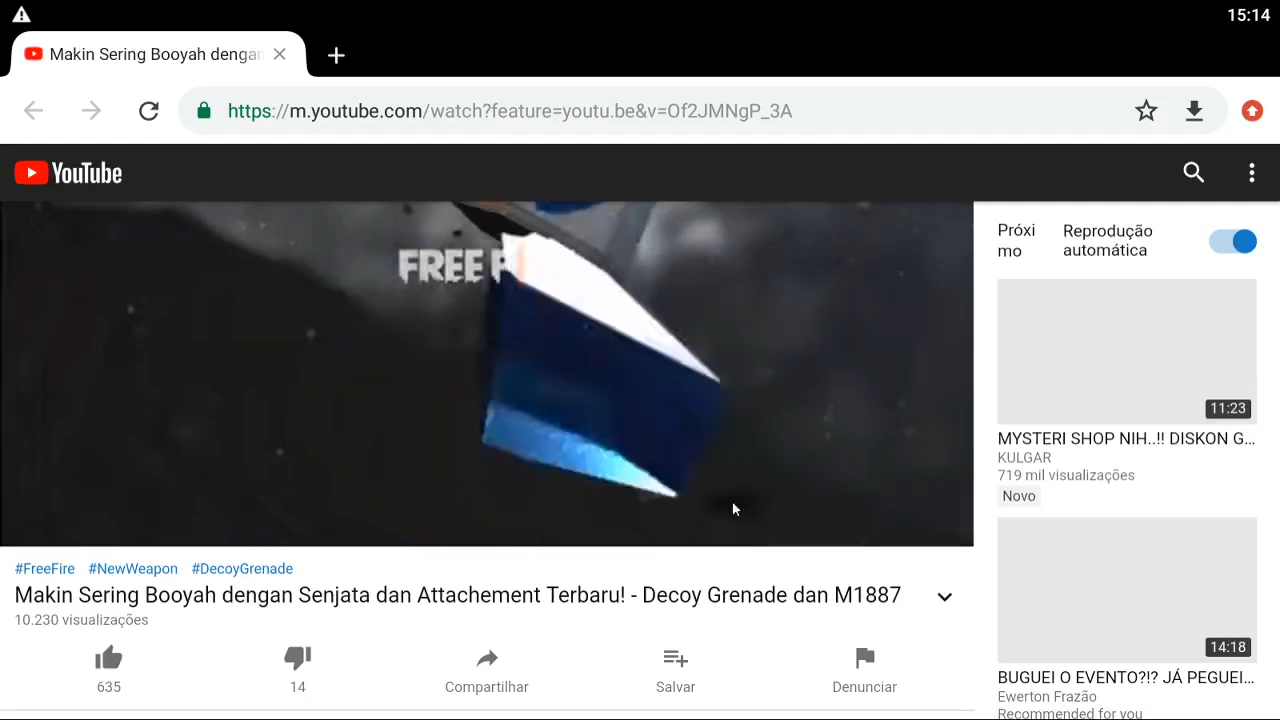 15:14
Makin Sering Booyah dengan
https://m.youtube.com/watch?feature=youtu.be&v=Of2JMNgP_3A
YouTube
FREE F
Próxi
mo
Reprodução
automática
11:23
MYSTERI SHOP NIH..!! DISKON G...
KULGAR
719 mil visualizações
Novo
14:18
BUGUEI O EVENTO?!? JÁ PEGUEI...
Ewerton Frazão
Recommended for you
#FreeFire #NewWeapon #DecoyGrenade
Makin Sering Booyah dengan Senjata dan Attachement Terbaru! - Decoy Grenade dan M1887
10.230 visualizações
635
14
Compartilhar
Salvar
Denunciar